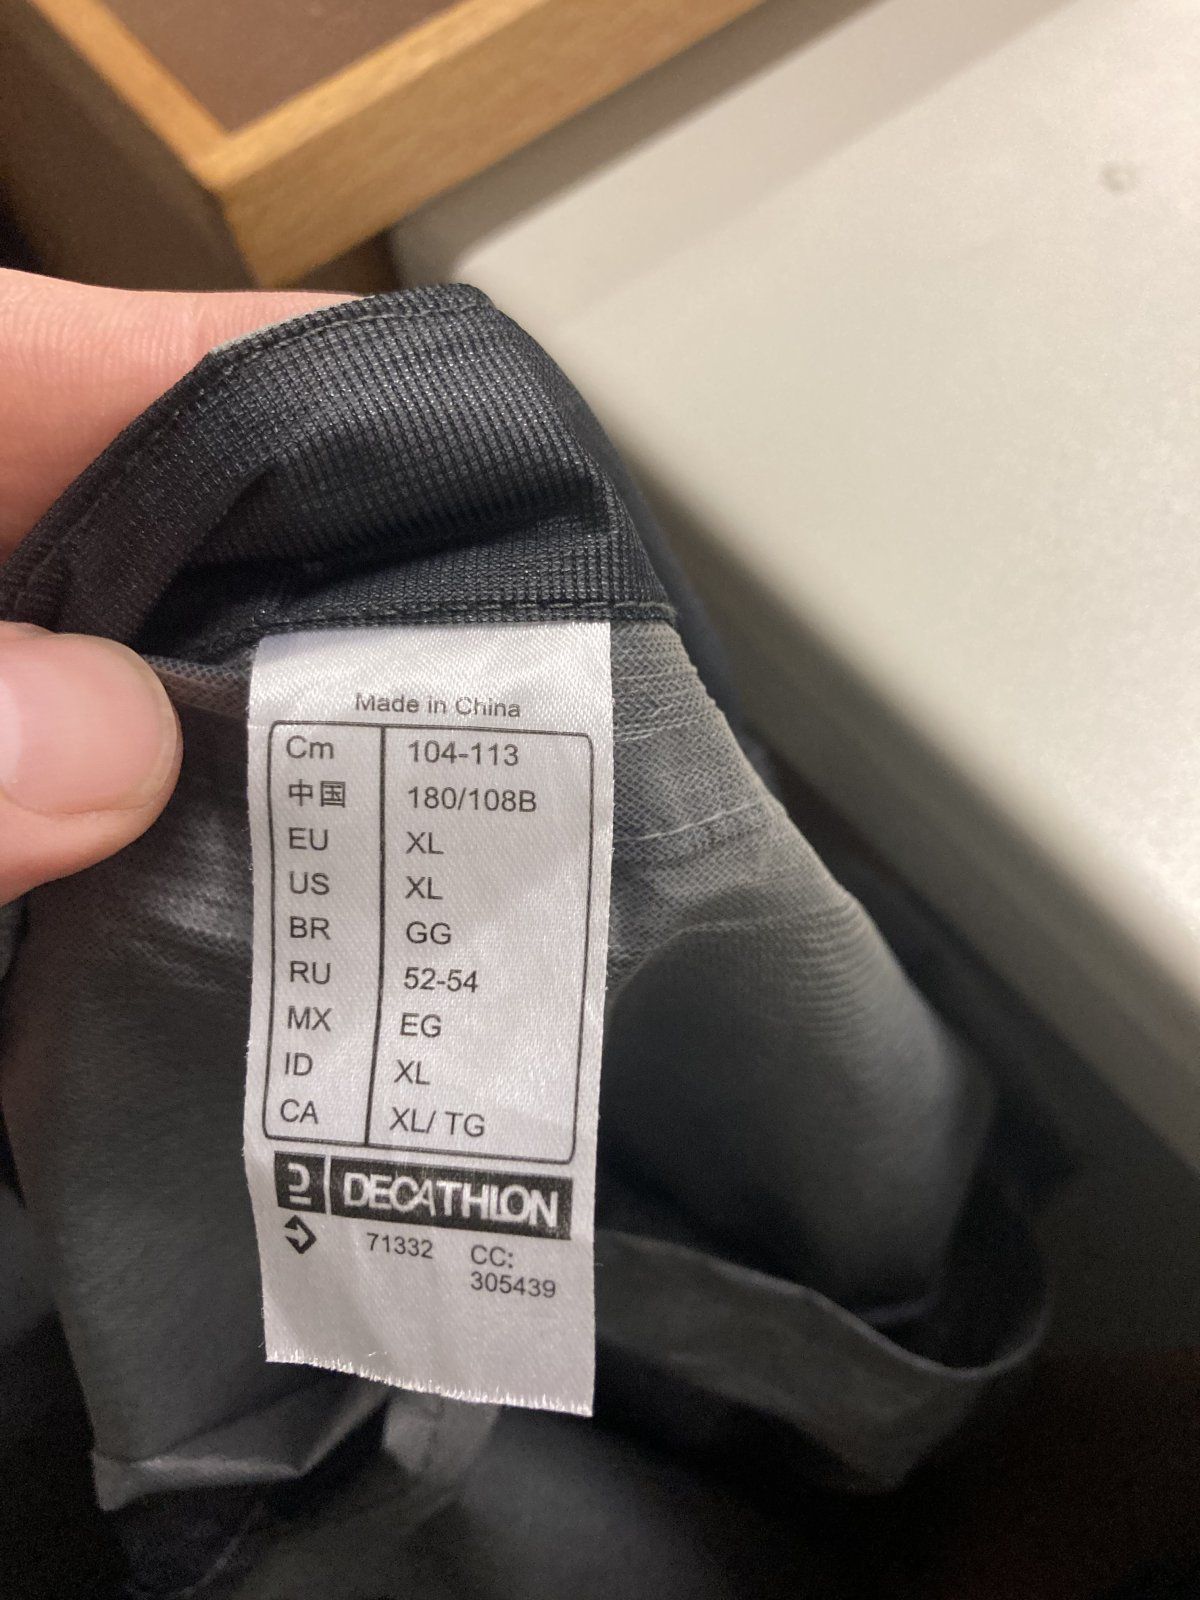 Made in China
Cm 104-113
中国 180/108B
EU XL
US XL
BR GG
RU 52-54
MX EG
ID XL
CA XL/ TG
DECATHLON
71332 CC:
305439